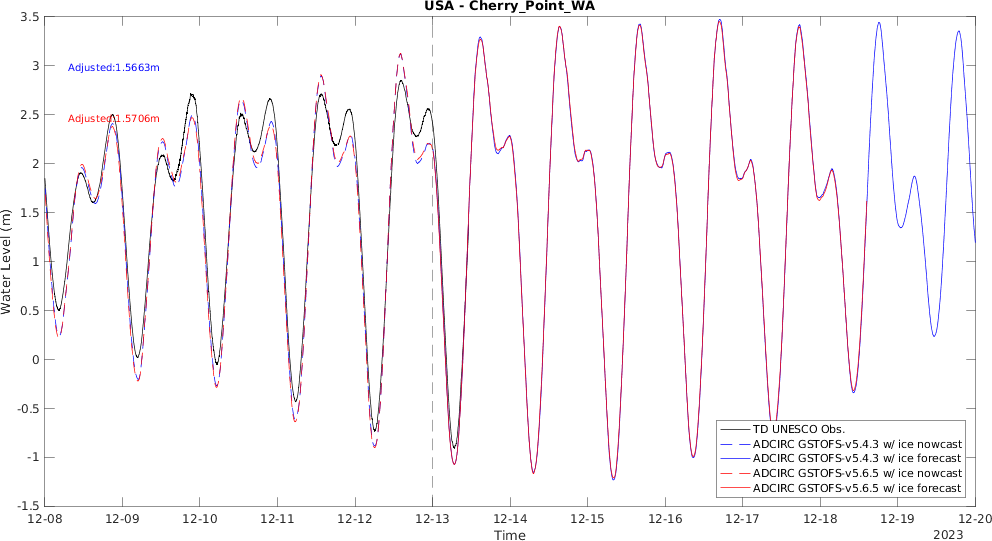 USA - Cherry_Point_WA
3.5
3
2.5
2
1.5
1
0.5
0
-0.5
-1
-1.5
Water Level (m)
Adjusted:1.5663m
Adjusted:1.5706m
TD UNESCO Obs.
ADCIRC GSTOFS-v5.4.3 w/ ice nowcast
ADCIRC GSTOFS-v5.4.3 w/ ice forecast
ADCIRC GSTOFS-v5.6.5 w/ ice nowcast
ADCIRC GSTOFS-v5.6.5 w/ ice forecast
12-08 12-09 12-10 12-11 12-12 12-13 12-14 12-15 12-16 12-17 12-18 12-19 12-20
Time
2023